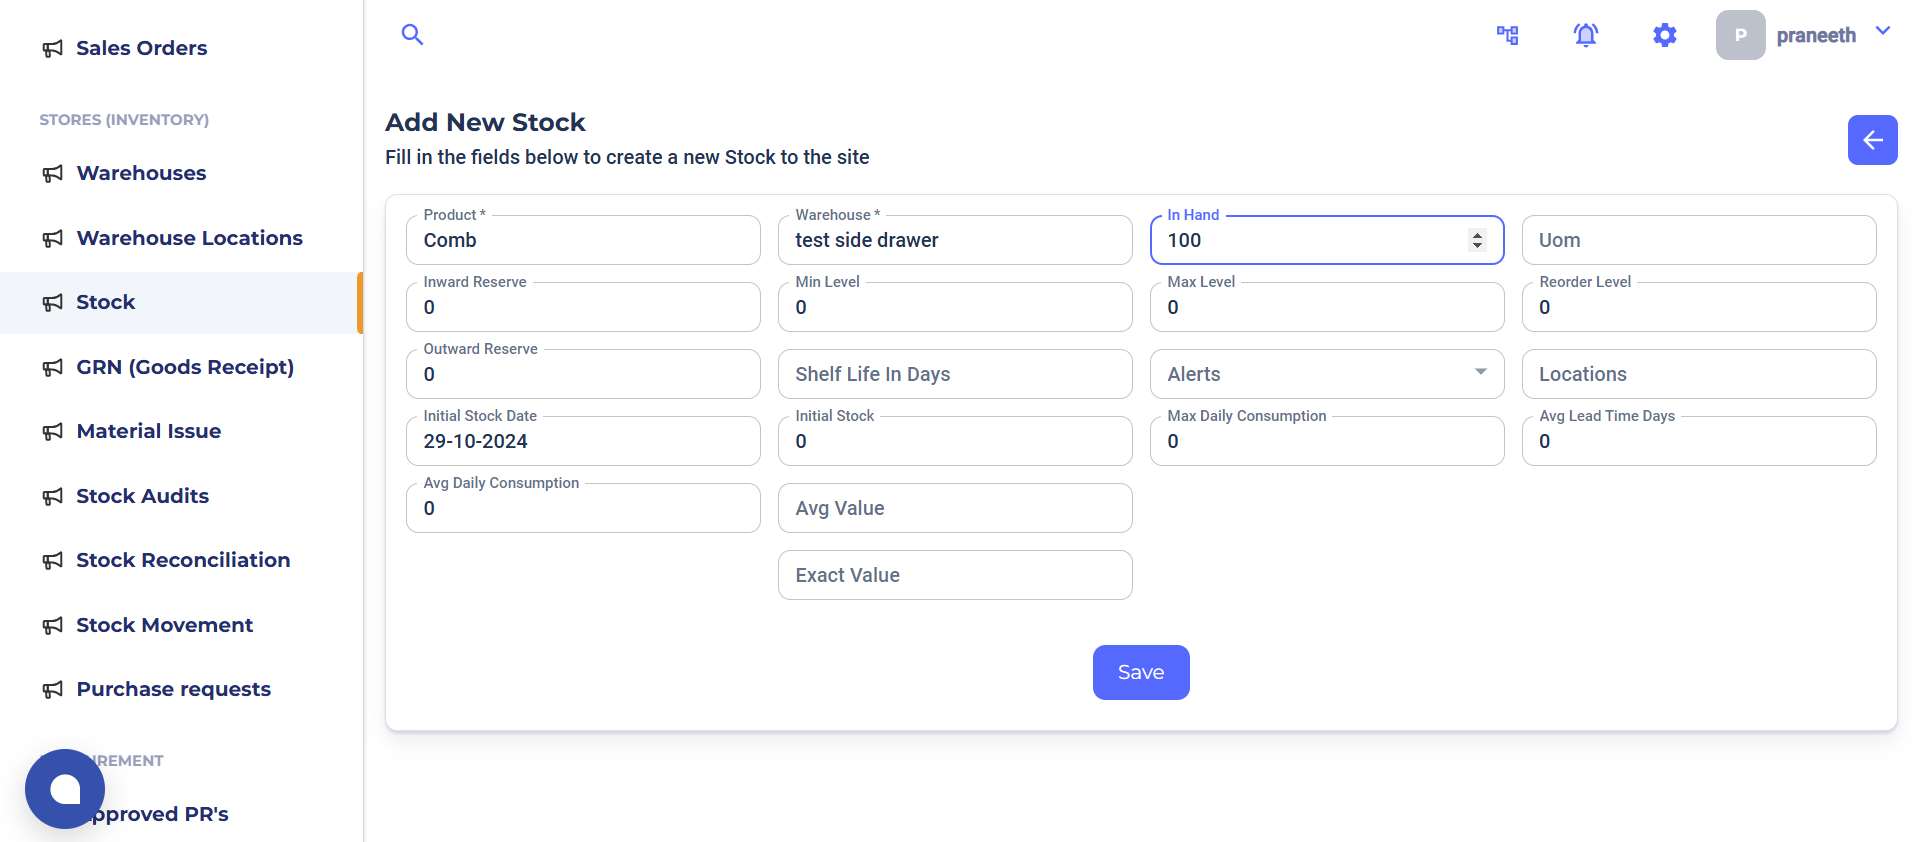 Sales Orders
STORES (INVENTORY)
Warehouses
Warehouse Locations
Stock
GRN (Goods Receipt)
Material Issue
Stock Audits
Stock Reconciliation
Stock Movement
Purchase requests
IREMENT
pproved PR's
P praneeth
Add New Stock
Fill in the fields below to create a new Stock to the site
Product * Warehouse * In Hand
Comb test side drawer 100 Uom
Inward Reserve Min Level Max Level Reorder Level
0 0 0 0
Outward Reserve
0 Shelf Life In Days Alerts Locations
Initial Stock Date Initial Stock Max Daily Consumption Avg Lead Time Days
29-10-2024 0 0 0
Avg Daily Consumption
0 Avg Value
Exact Value
Save